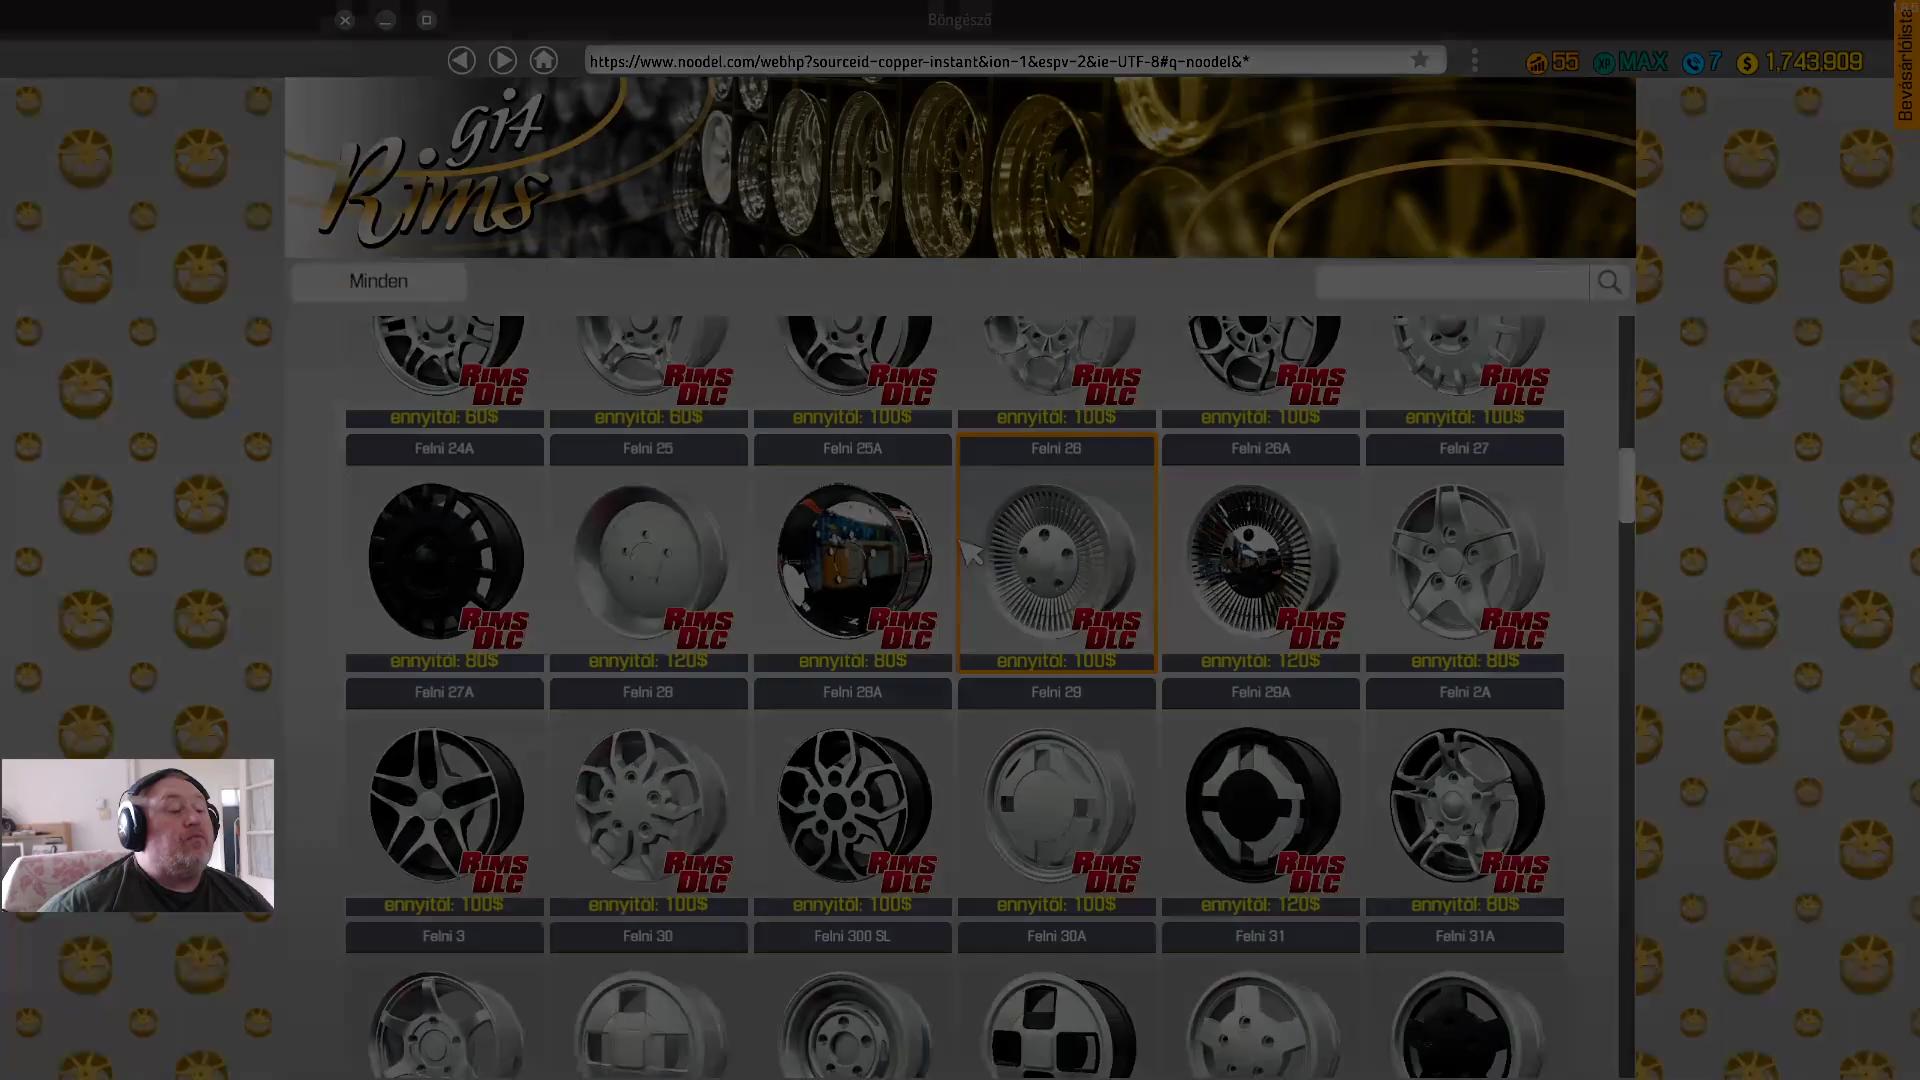 Böngésző
https://www.noodel.com/webhp?sourceid-copper-instant&ion-1&espv-2&ie-UTF-8#q-noodel&*
55 XP MAX 7 $ 1,743,909
Bevásárlólista
git
Rims
Minden
RIMS DLC RIMS DLC RIMS DLC RIMS DLC RIMS DLC RIMS DLC
ennyitől: 60$ ennyitől: 60$ ennyitől: 100$ ennyitől: 100$ ennyitől: 100$ ennyitől: 100$
Felni 24A Felni 25 Felni 25A Felni 26 Felni 26A Felni 27
RIMS DLC RIMS DLC RIMS DLC RIMS DLC RIMS DLC RIMS DLC
ennyitől: 80$ ennyitől: 120$ ennyitől: 80$ ennyitől: 100$ ennyitől: 120$ ennyitől: 80$
Felni 27A Felni 28 Felni 28A Felni 29 Felni 29A Felni 2A
RIMS DLC RIMS DLC RIMS DLC RIMS DLC RIMS DLC RIMS DLC
ennyitől: 100$ ennyitől: 100$ ennyitől: 100$ ennyitől: 100$ ennyitől: 120$ ennyitől: 80$
Felni 3 Felni 30 Felni 300 SL Felni 30A Felni 31 Felni 31A